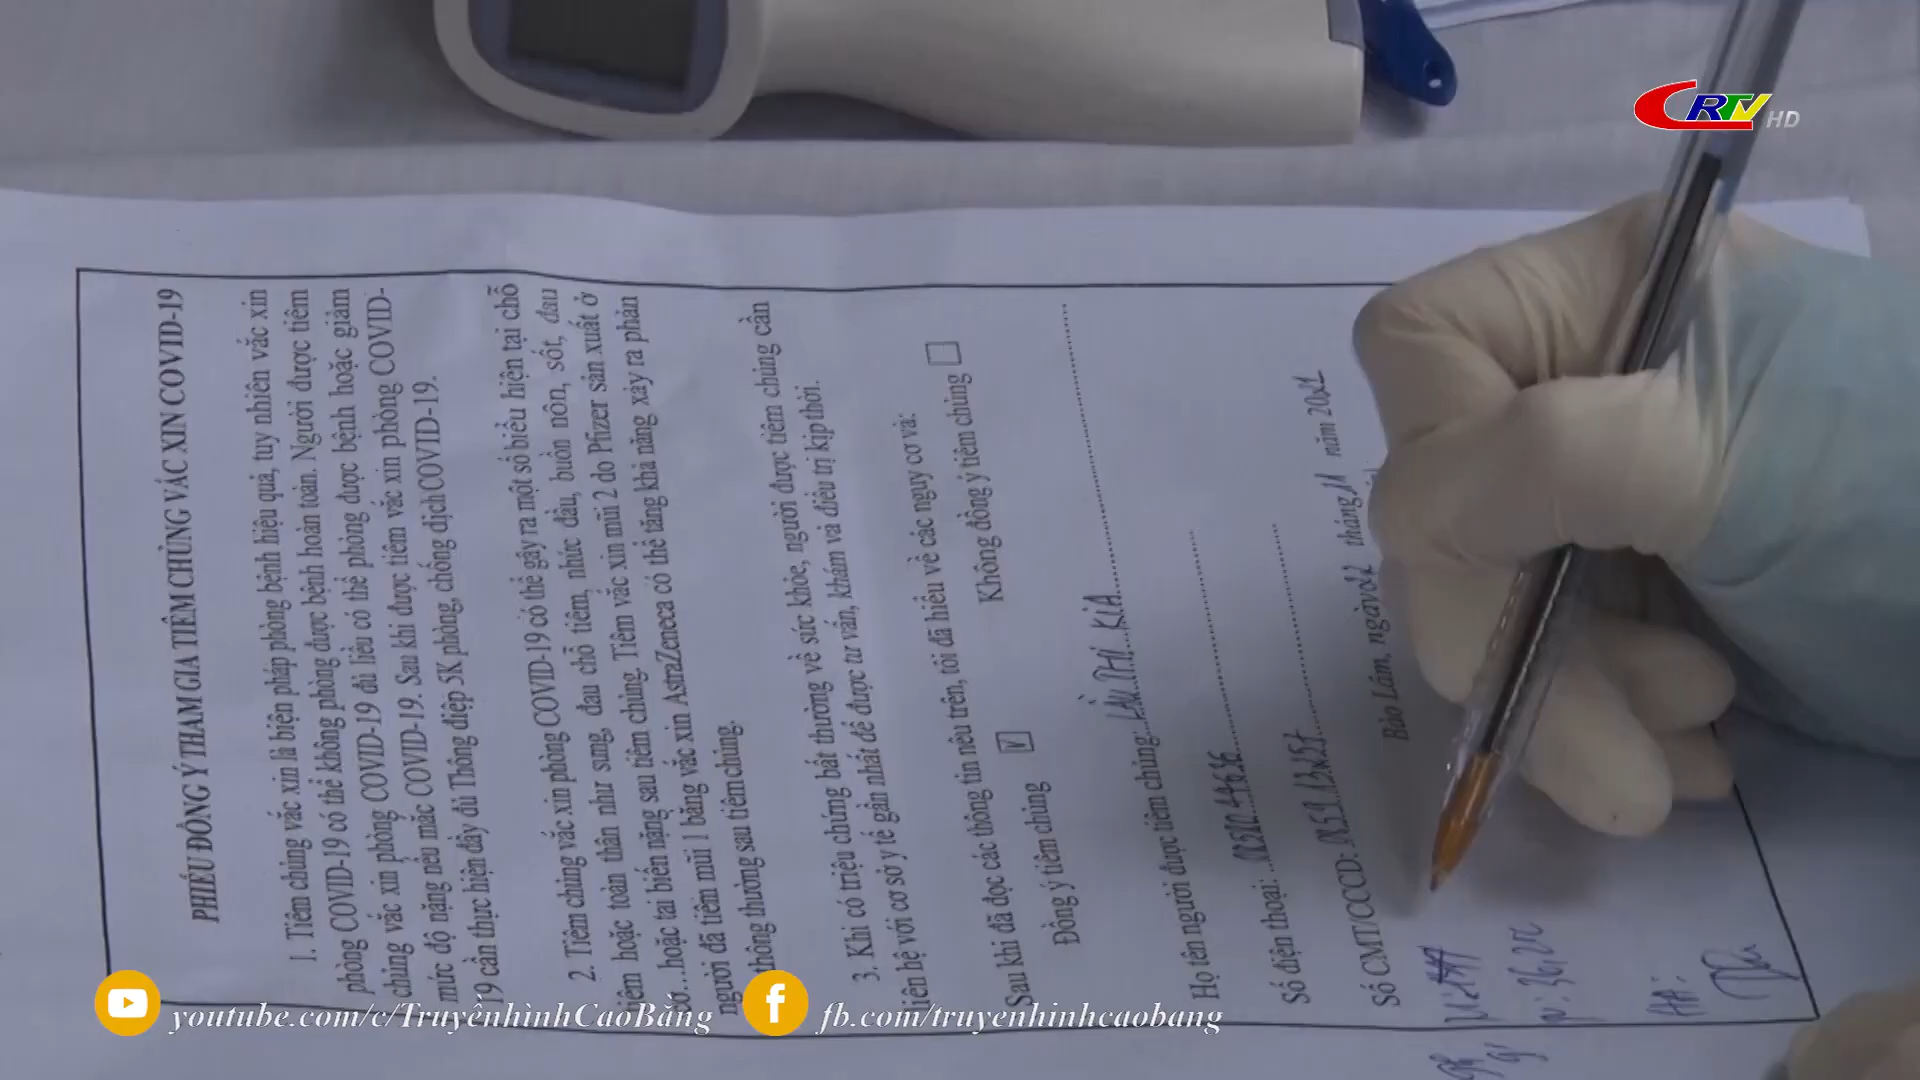 CRTV HD
PHIẾU ĐỒNG Ý THAM GIA TIÊM CHỦNG VẮC XIN COVID-19
1. Tiêm chủng vắc xin là biện pháp phòng bệnh hiệu quả, tuy nhiên vắc xin
phòng COVID-19 có thể không phòng được bệnh hoàn toàn. Người được tiêm
chủng vắc xin phòng COVID-19 đủ liều có thể phòng được bệnh hoặc giảm
mức độ nặng nếu mắc COVID-19. Sau khi được tiêm vắc xin phòng COVID-
19 cần thực hiện đầy đủ Thông điệp 5K phòng, chống dịch COVID-19.
2. Tiêm chủng vắc xin phòng COVID-19 có thể gây ra một số biểu hiện tại chỗ
tiêm hoặc toàn thân như sưng, đau chỗ tiêm, nhức đầu, buồn nôn, sốt, đau
cơ...hoặc tai biến nặng sau tiêm chủng. Tiêm vắc xin mũi 2 do Pfizer sản xuất ở
người đã tiêm mũi 1 bằng vắc xin AstraZeneca có thể tăng khả năng xảy ra phản
thông thường sau tiêm chủng.
3. Khi có triệu chứng bất thường về sức khỏe, người được tiêm chủng cần
liên hệ với cơ sở y tế gần nhất để được tư vấn, khám và điều trị kịp thời.
Sau khi đã đọc các thông tin nêu trên, tôi đã hiểu về các nguy cơ và:
Đồng ý tiêm chủng V Không đồng ý tiêm chủng
Họ tên người được tiêm chủng: LẦU THỊ KÍA
Số điện thoại:
Số CMT/CCCD:
Bảo Lâm, ngày 22 tháng 11 năm 2021
youtube.com/c/TruyềnhìnhCaoBằng
fb.com/truyenhinhcaobang